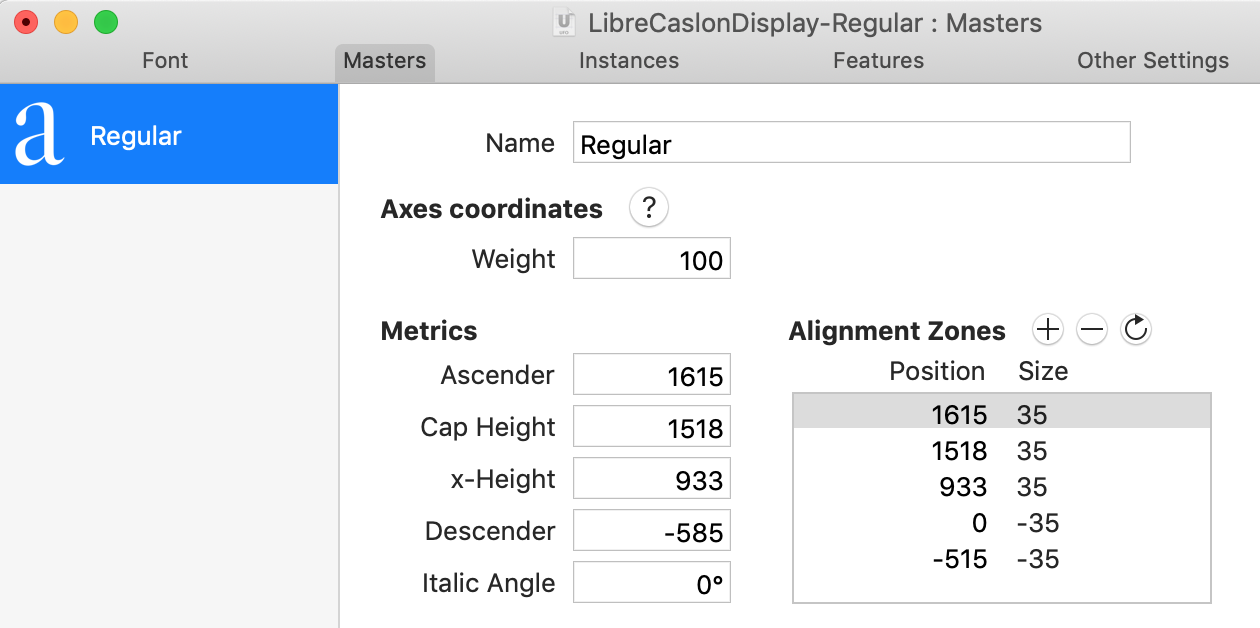 LibreCaslonDisplay-Regular : Masters
Font Masters Instances Features Other Settings
a Regular
Name Regular
Axes coordinates ?
Weight 100
Metrics
Ascender 1615
Cap Height 1518
x-Height 933
Descender -585
Italic Angle 0°
Alignment Zones
Position Size
1615 35
1518 35
933 35
0 -35
-515 -35